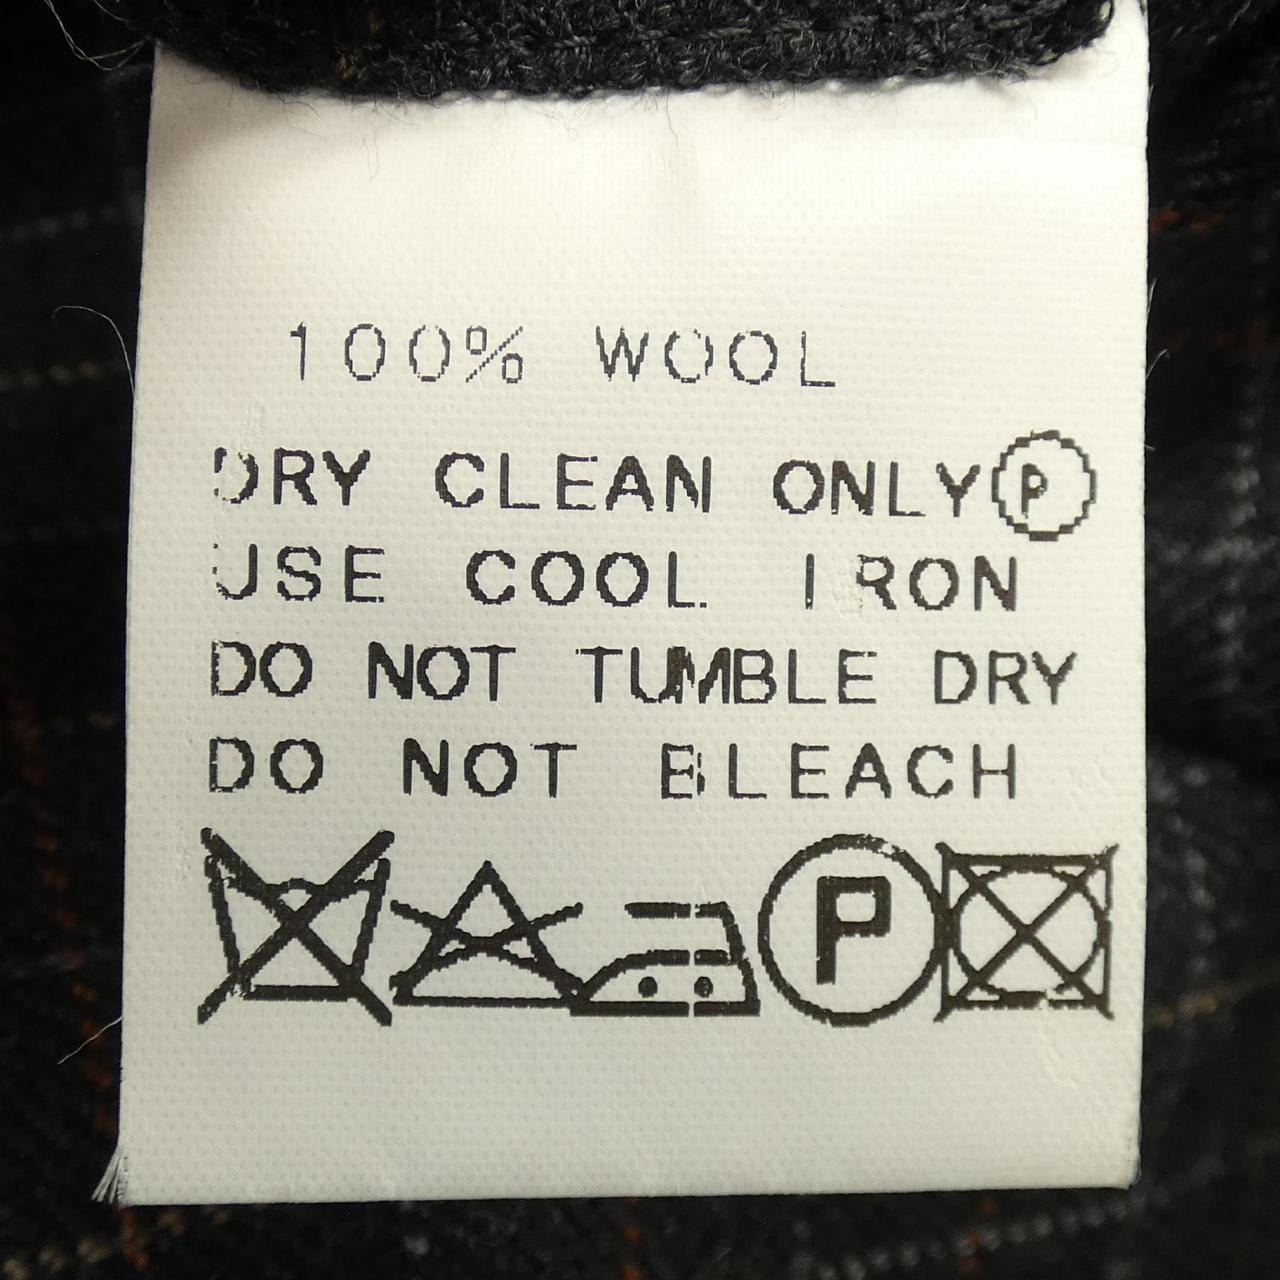 100% WOOL
DRY CLEAN ONLY Ⓟ
USE COOL IRON
DO NOT TUMBLE DRY
DO NOT BLEACH
P